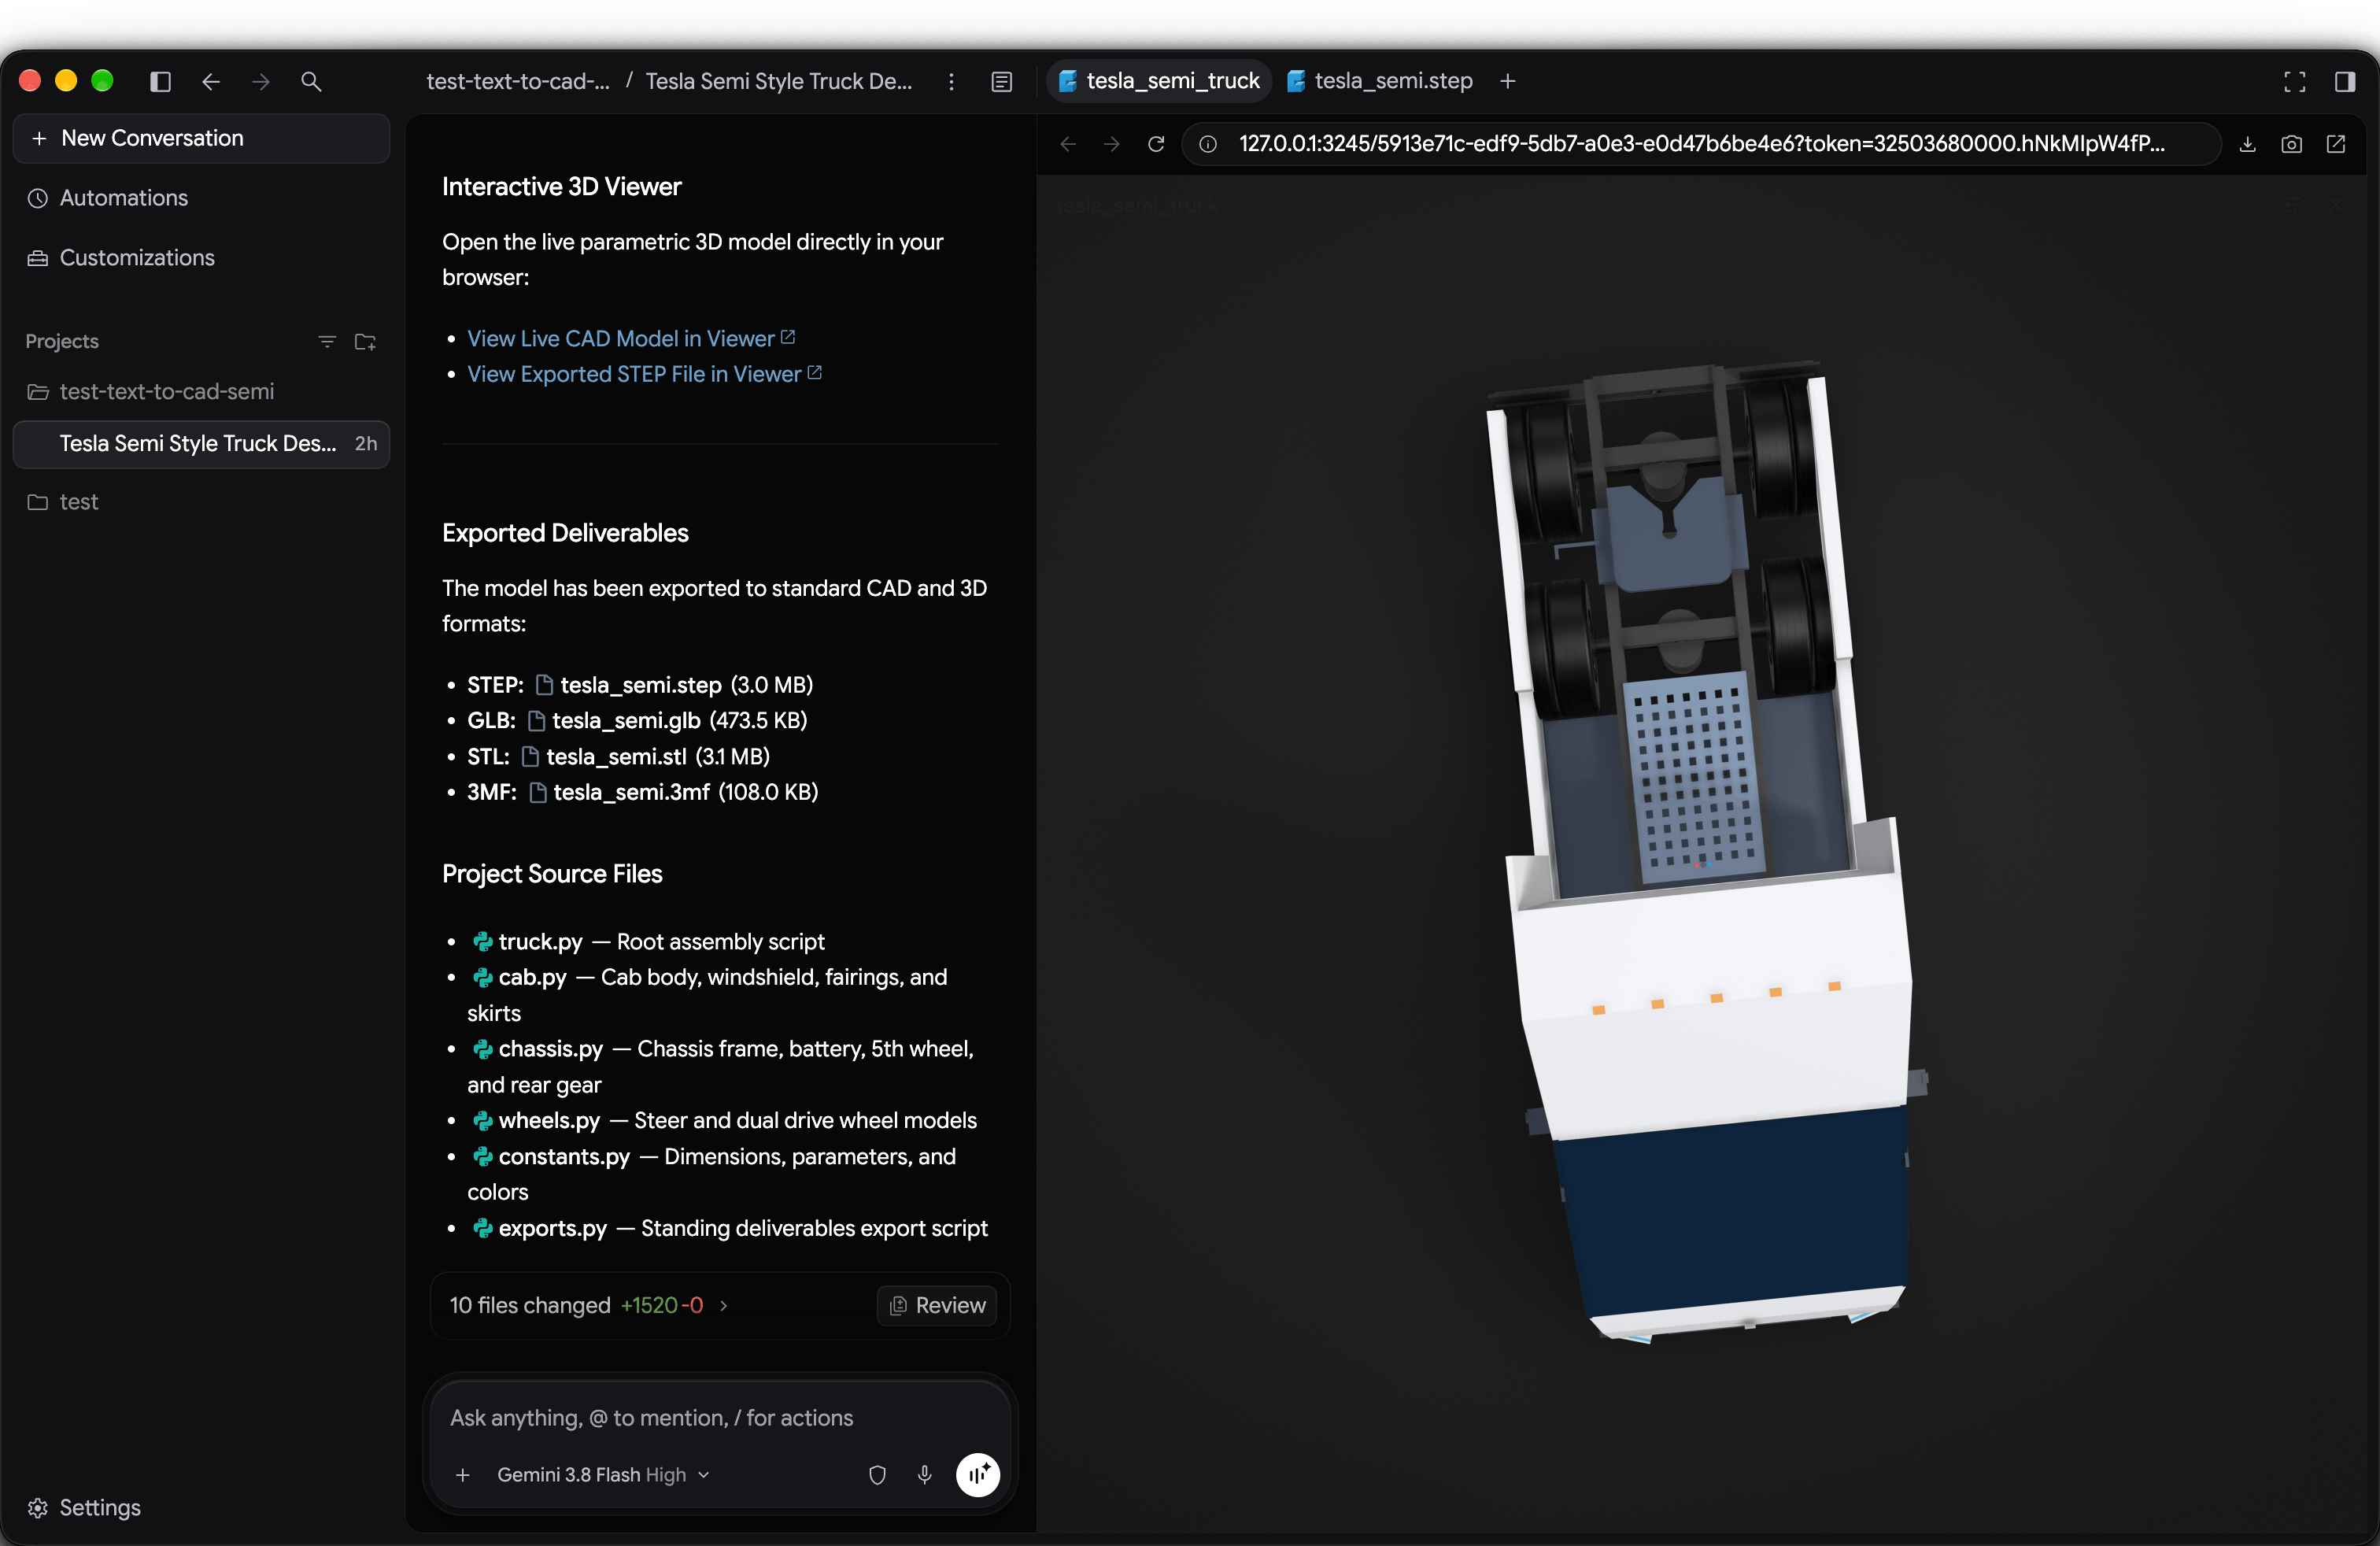 test-text-to-cad-... / Tesla Semi Style Truck De...
tesla_semi_truck
tesla_semi.step
New Conversation
Automations
Customizations
Projects
test-text-to-cad-semi
Tesla Semi Style Truck Des... 2h
test
Settings
Interactive 3D Viewer
Open the live parametric 3D model directly in your
browser:
• View Live CAD Model in Viewer
• View Exported STEP File in Viewer
Exported Deliverables
The model has been exported to standard CAD and 3D
formats:
• STEP: tesla_semi.step (3.0 MB)
• GLB: tesla_semi.glb (473.5 KB)
• STL: tesla_semi.stl (3.1 MB)
• 3MF: tesla_semi.3mf (108.0 KB)
Project Source Files
• truck.py — Root assembly script
• cab.py — Cab body, windshield, fairings, and
skirts
• chassis.py — Chassis frame, battery, 5th wheel,
and rear gear
• wheels.py — Steer and dual drive wheel models
• constants.py — Dimensions, parameters, and
colors
• exports.py — Standing deliverables export script
10 files changed +1520 -0
Review
Ask anything, @ to mention, / for actions
Gemini 3.8 Flash High
127.0.0.1:3245/5913e71c-edf9-5db7-a0e3-e0d47b6be4e6?token=32503680000.hNkMIpW4fP...
tesla_semi_truck